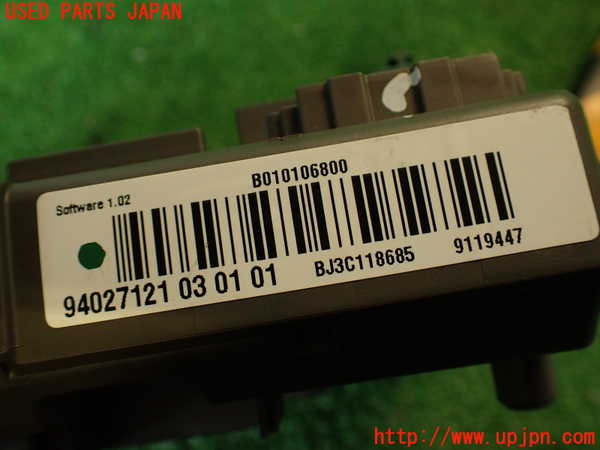 USED PARTS JAPAN
B010106800
Software 1.02
94027121 03 01 01
BJ3C118685
9119447
http://www.upjpn.com/